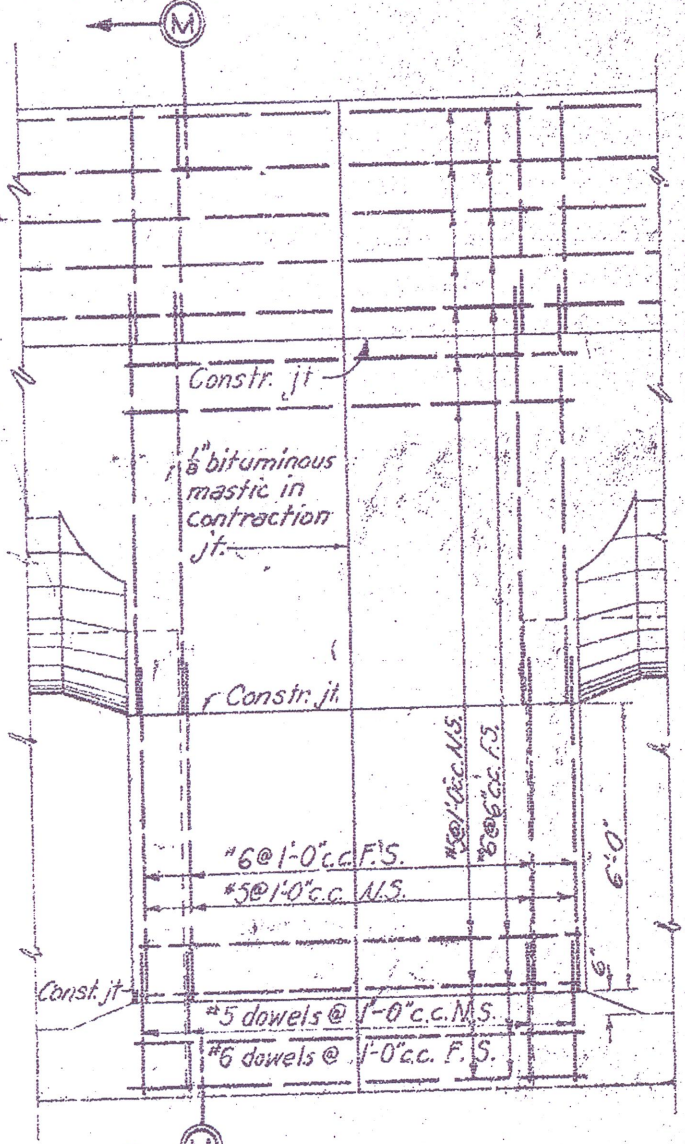 M
Constr. jt
1/8" bituminous
mastic in
contraction
jt.
Constr. jt.
#5@1'-0"c.c. N.S.
#6@6"c.c. F.S.
6'-0"
#6@1'-0"c.c. F.S.
#5@1'-0"c.c. N.S.
6"
Const. jt
#5 dowels @ 1'-0"c.c. N.S.
#6 dowels @ 1'-0"c.c. F.S.